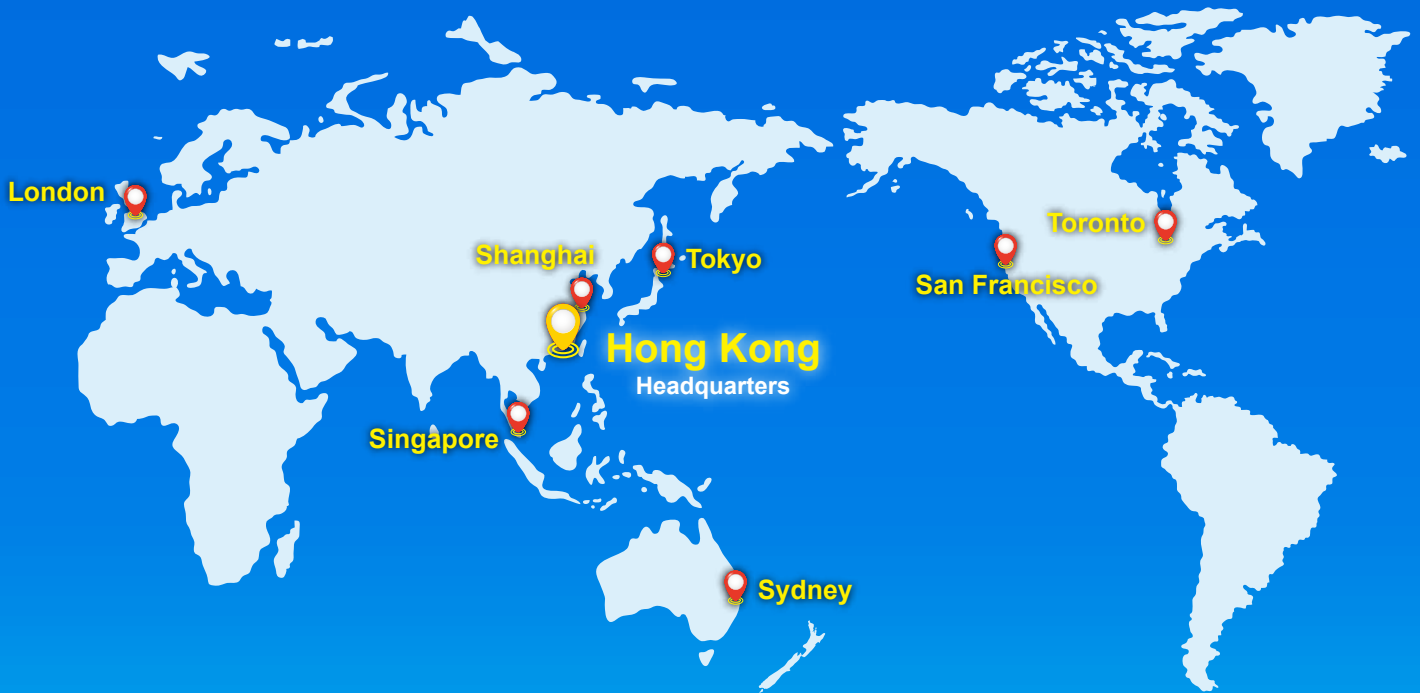 London
Shanghai
Tokyo
Toronto
San Francisco
Hong Kong
Headquarters
Singapore
Sydney